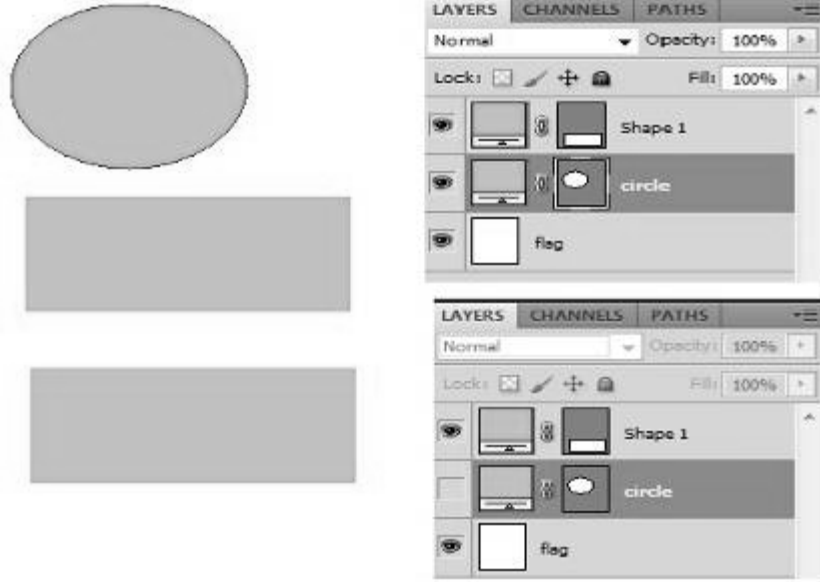 LAYERS CHANNELS PATHS
Normal Opacity: 100%
Lock: Fill: 100%
Shape 1
circle
flag
LAYERS CHANNELS PATHS
Normal Opacity: 100%
Lock: Fill: 100%
Shape 1
circle
flag